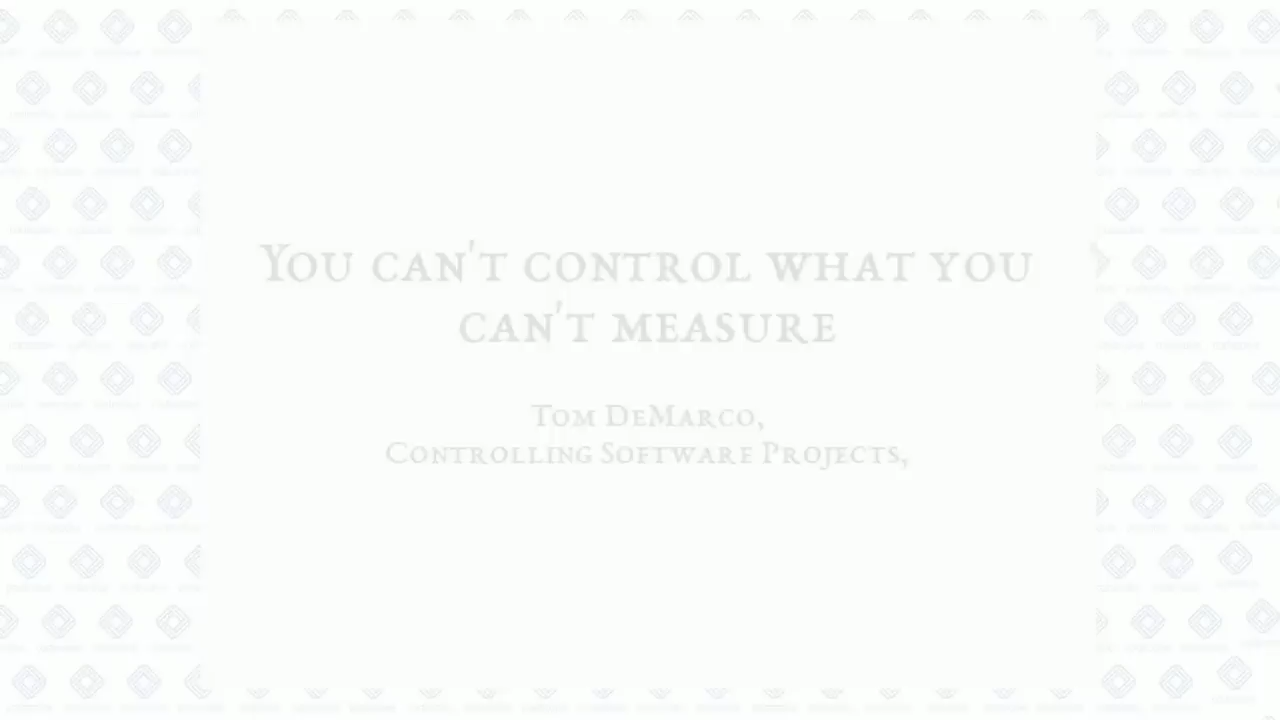 You can't control what you
can't measure
Tom DeMarco,
Controlling Software Projects,